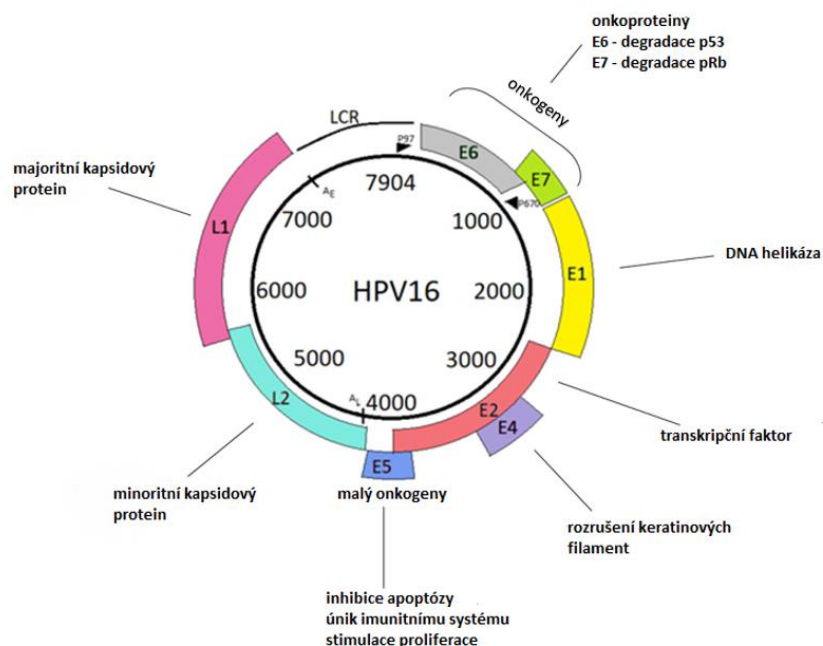 onkoproteiny
E6 - degradace p53
E7 - degradace pRb
onkogeny
LCR
P97
E6
E7
majoritní kapsidový
protein
A_E
7904
P670
7000
1000
L1
DNA helikáza
E1
6000
HPV16
2000
5000
3000
L2
A_L
4000
E2
E4
transkripční faktor
E5
minoritní kapsidový
protein
malý onkogeny
rozrušení keratinových
filament
inhibice apoptózy
únik imunitnímu systému
stimulace proliferace